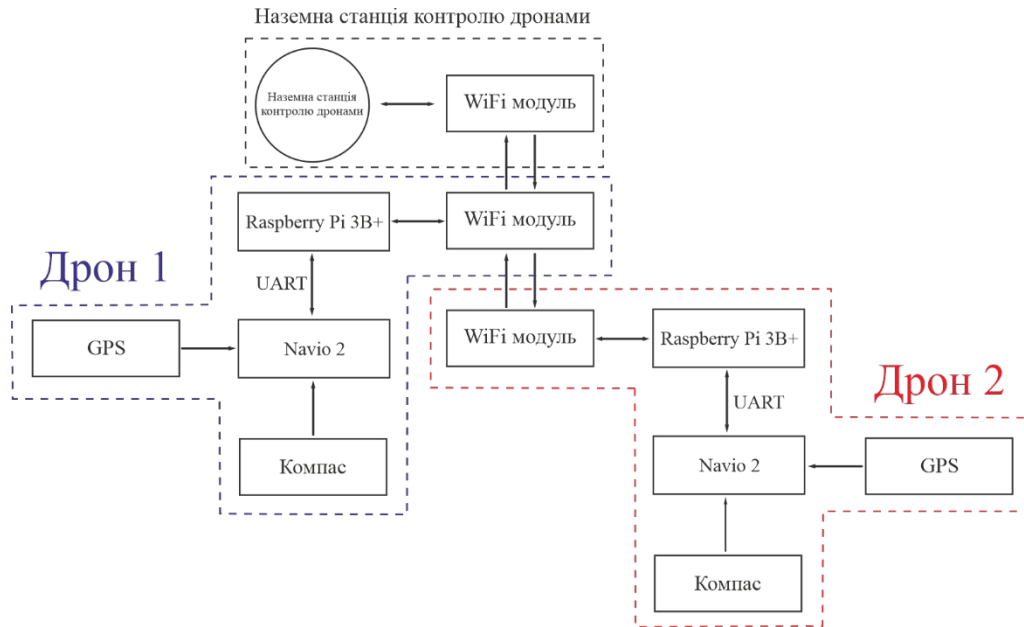 Наземна станція контролю дронами
Наземна станція
контролю дронами
WiFi модуль
Raspberry Pi 3B+
WiFi модуль
Дрон 1
UART
GPS
Navio 2
WiFi модуль
Raspberry Pi 3B+
Дрон 2
UART
Компас
Navio 2
GPS
Компас